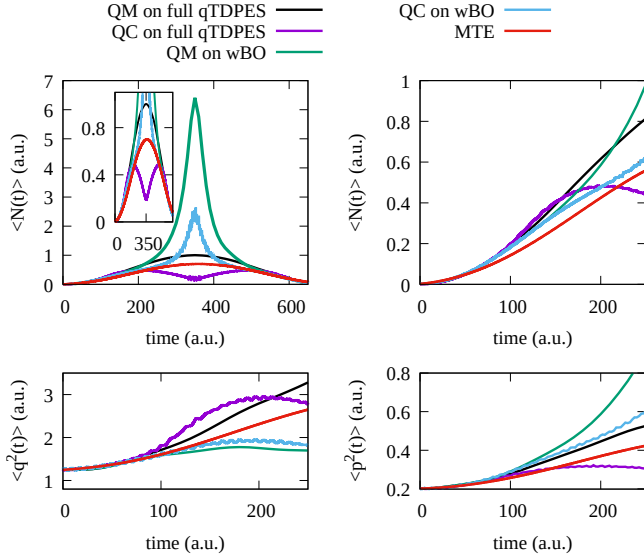 QM on full qTDPES
QC on full qTDPES
QM on wBO
QC on wBO
MTE
<N(t)> (a.u.)
7
6
5
4
3
2
1
0
0.8
0.4
0
0 350
0 200 400 600
time (a.u.)
<N(t)> (a.u.)
1
0.8
0.6
0.4
0.2
0
0 100 200
time (a.u.)
<q²(t)> (a.u.)
3
2
1
0 100 200
time (a.u.)
<p²(t)> (a.u.)
0.8
0.6
0.4
0.2
0 100 200
time (a.u.)